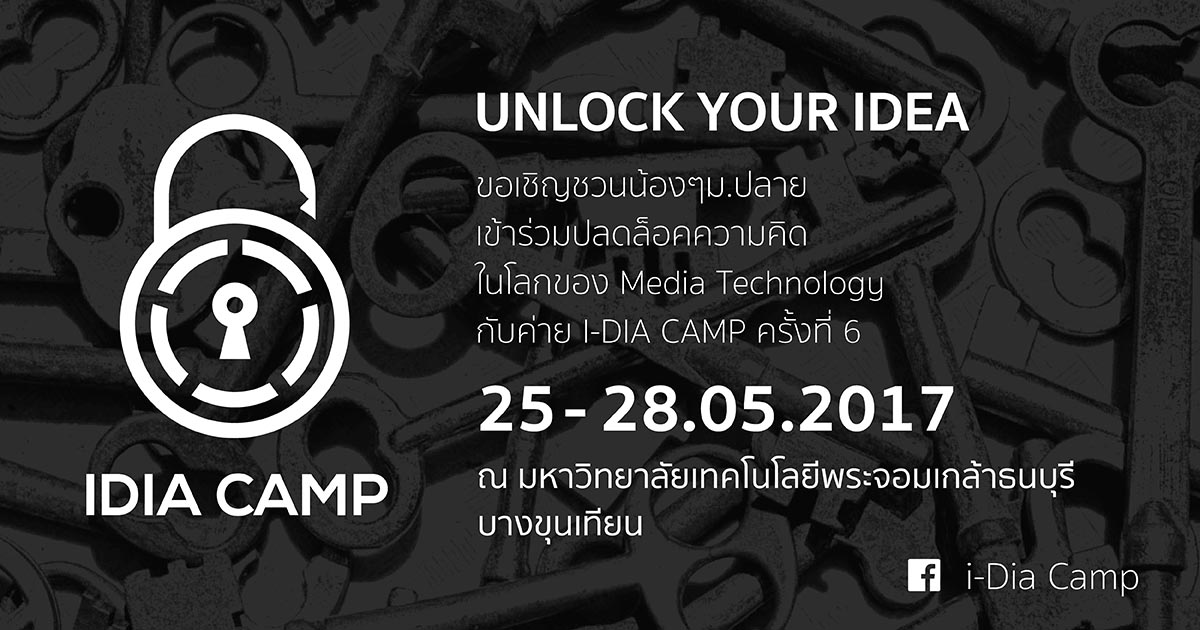 UNLOCK YOUR IDEA
ขอเชิญชวนน้องๆม.ปลาย
เข้าร่วมปลดล็อคความคิด
ในโลกของ Media Technology
กับค่าย I-DIA CAMP ครั้งที่ 6
25 - 28.05.2017
ณ มหาวิทยาลัยเทคโนโลยีพระจอมเกล้าธนบุรี
บางขุนเทียน
IDIA CAMP
i-Dia Camp